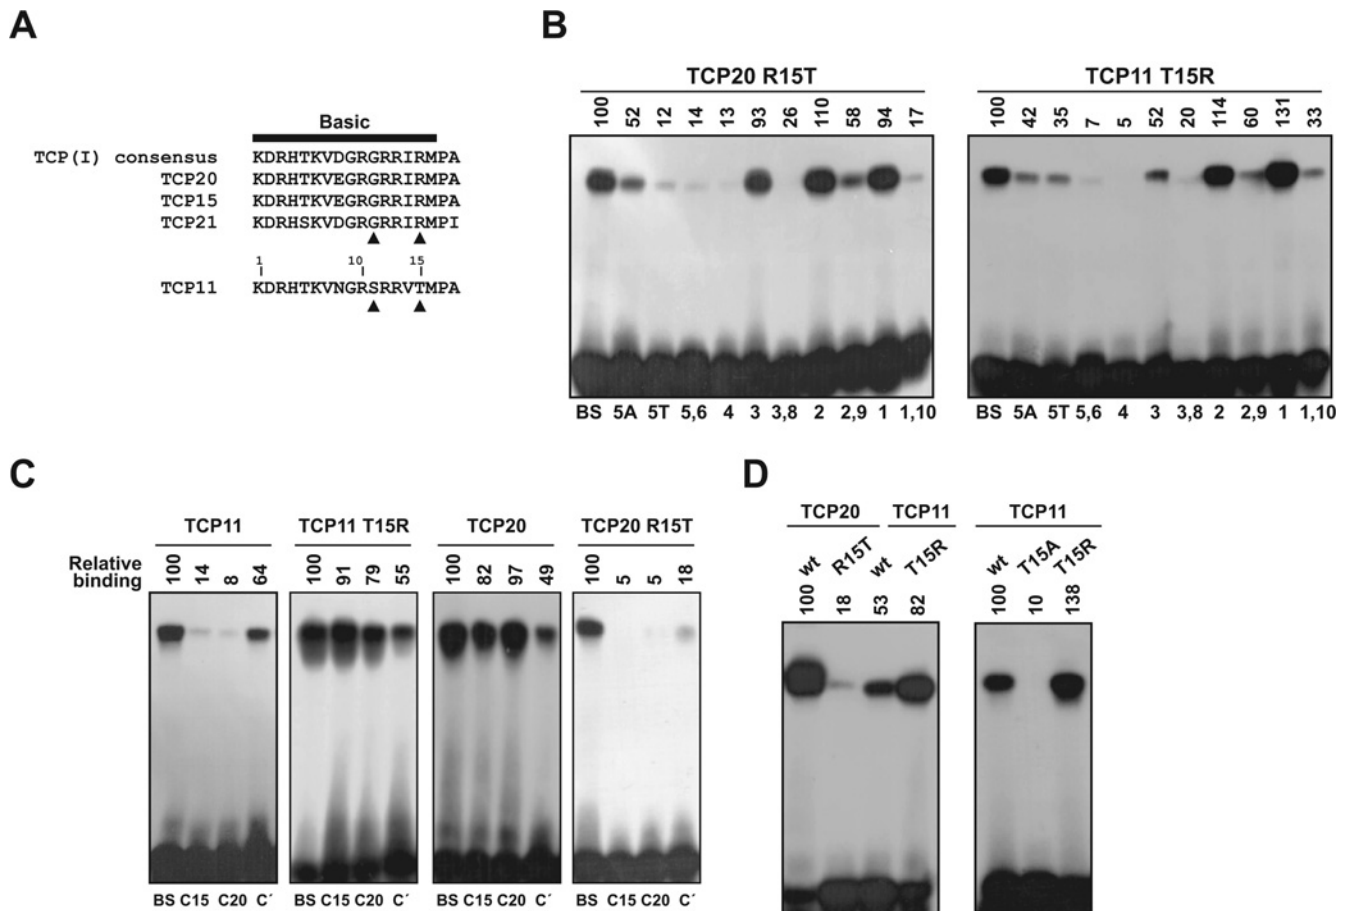 A
Basic
TCP(I) consensus KDRHTKVDGRGRRIRMPA
TCP20 KDRHTKVEGRGRRIRMPA
TCP15 KDRHTKVEGRGRRIRMPA
TCP21 KDRHSKVDGRGRRIRMPI
1 10 15
TCP11 KDRHTKVNGRSRRVTMPA
B
TCP20 R15T
100 52 12 14 13 93 26 110 58 94 17
BS 5A 5T 5,6 4 3 3,8 2 2,9 1 1,10
TCP11 T15R
100 42 35 7 5 52 20 114 60 131 33
BS 5A 5T 5,6 4 3 3,8 2 2,9 1 1,10
C
Relative
binding
TCP11
100 14 8 64
BS C15 C20 C´
TCP11 T15R
100 91 79 55
BS C15 C20 C´
TCP20
100 82 97 49
BS C15 C20 C´
TCP20 R15T
100 5 5 18
BS C15 C20 C´
D
TCP20 TCP11
wt R15T wt T15R
100 18 53 82
TCP11
wt T15A T15R
100 10 138